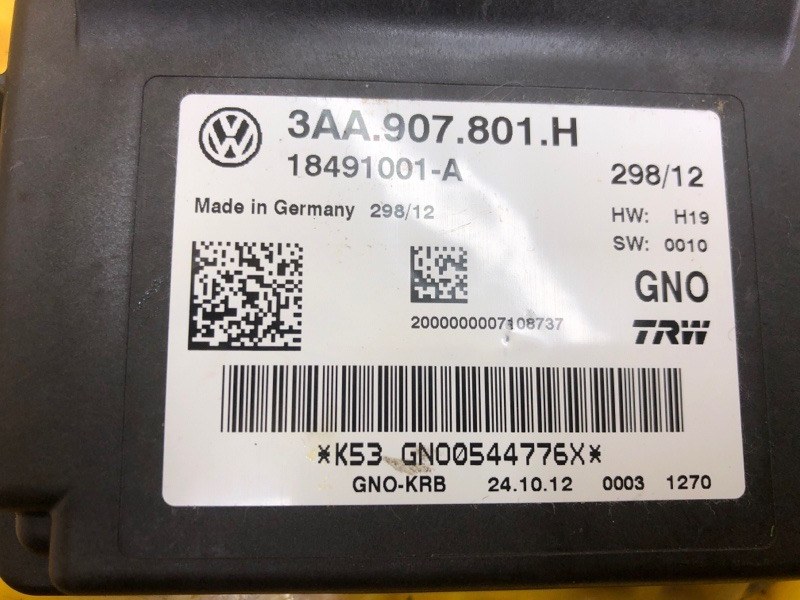 3AA.907.801.H
18491001-A
298/12
Made in Germany 298/12
HW: H19
SW: 0010
GNO
2000000007108737
TRW
*K53 GNO0544776X*
GNO-KRB 24.10.12 0003 1270